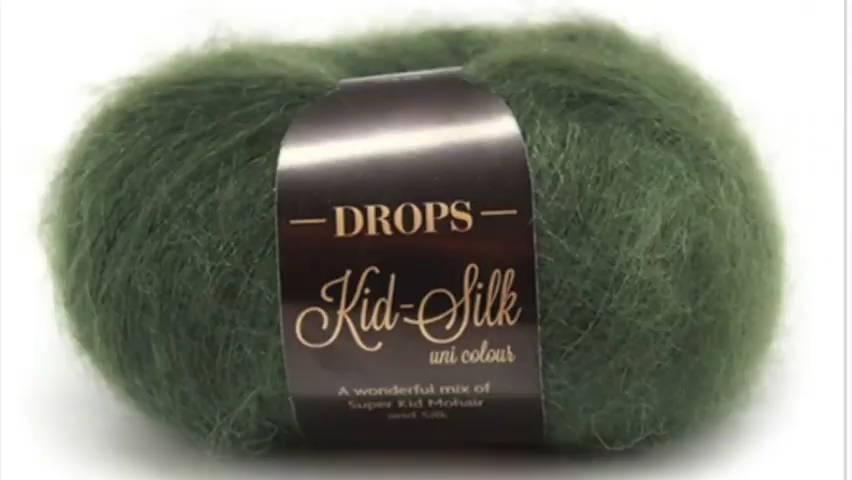 DROPS
Kid-Silk
uni colour
A wonderful mix of
Super Kid Mohair
and Silk